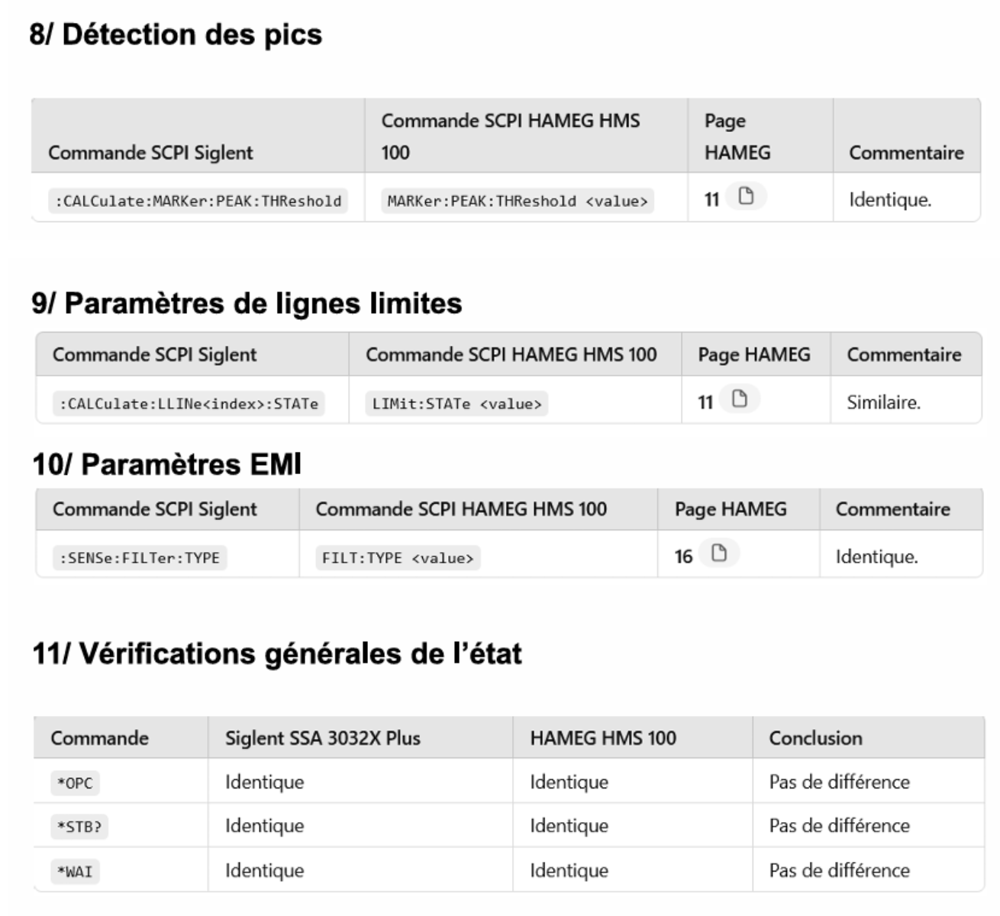 8/ Détection des pics
Commande SCPI Siglent Commande SCPI HAMEG HMS 100 Page HAMEG Commentaire
:CALCulate:MARKer:PEAK:THReshold MARKer:PEAK:THReshold <value> 11 Identique.
9/ Paramètres de lignes limites
Commande SCPI Siglent Commande SCPI HAMEG HMS 100 Page HAMEG Commentaire
:CALCulate:LLINe<index>:STATe LIMit:STATe <value> 11 Similaire.
10/ Paramètres EMI
Commande SCPI Siglent Commande SCPI HAMEG HMS 100 Page HAMEG Commentaire
:SENSe:FILTer:TYPE FILT:TYPE <value> 16 Identique.
11/ Vérifications générales de l’état
Commande Siglent SSA 3032X Plus HAMEG HMS 100 Conclusion
*OPC Identique Identique Pas de différence
*STB? Identique Identique Pas de différence
*WAI Identique Identique Pas de différence